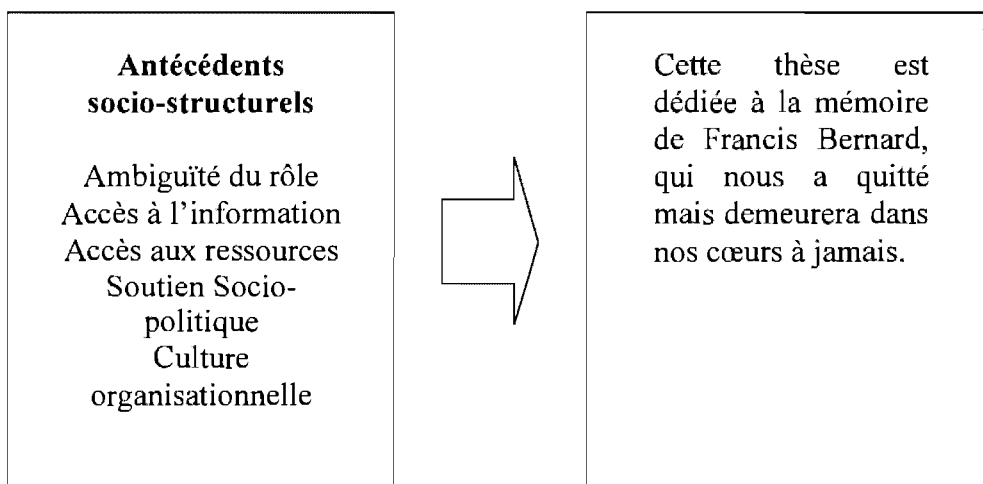 Antécédents
socio-structurels
Ambiguïté du rôle
Accès à l'information
Accès aux ressources
Soutien Socio-
politique
Culture
organisationnelle
Cette thèse est
dédiée à la mémoire
de Francis Bernard,
qui nous a quitté
mais demeurera dans
nos cœurs à jamais.